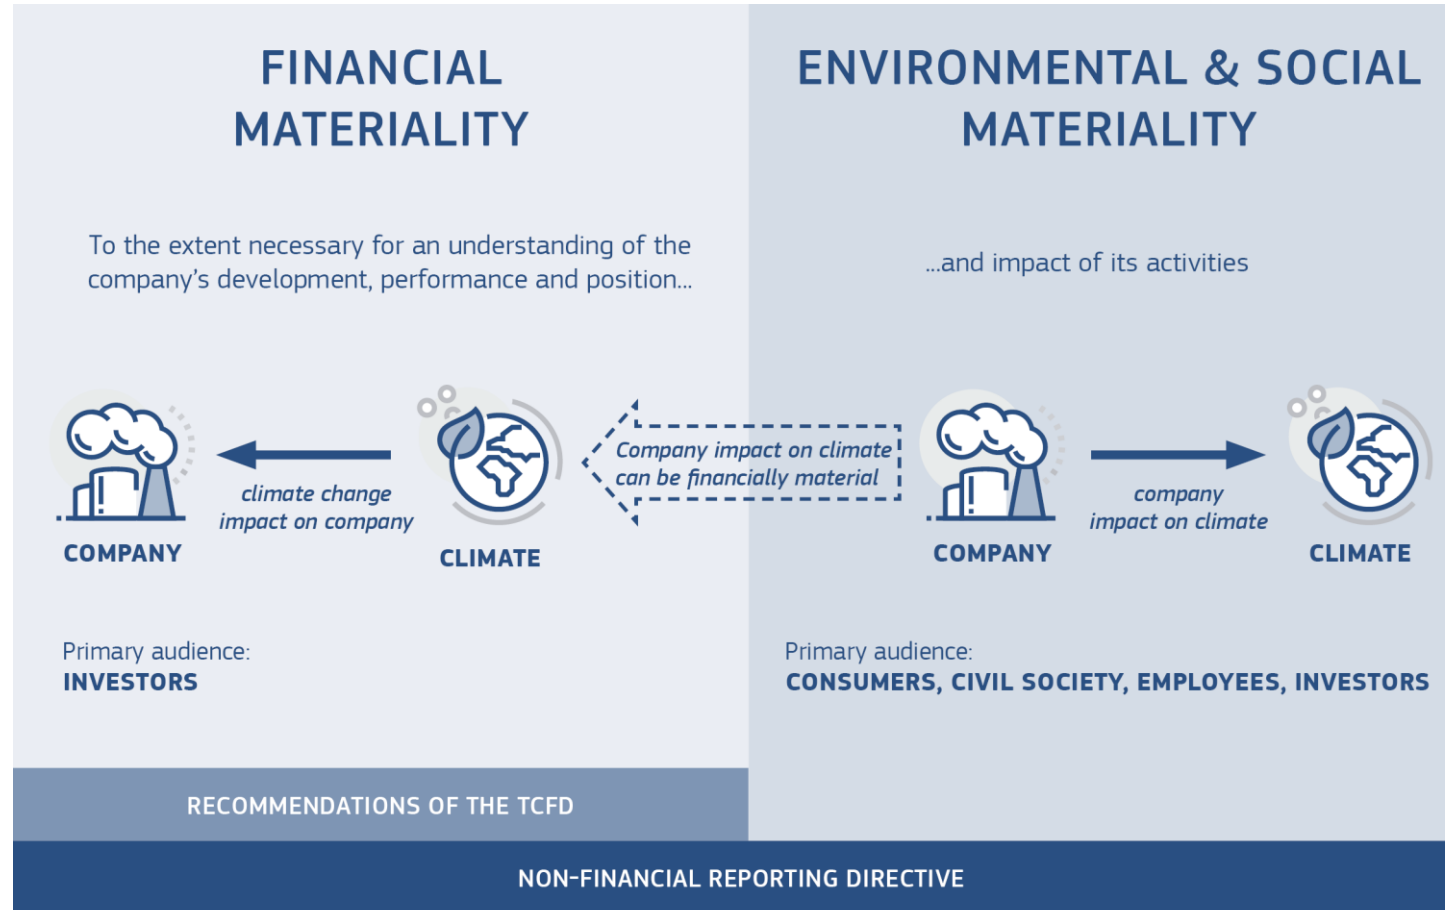 FINANCIAL
MATERIALITY
To the extent necessary for an understanding of the
company's development, performance and position...
climate change
impact on company
COMPANY
CLIMATE
Primary audience:
INVESTORS
RECOMMENDATIONS OF THE TCFD
Company impact on climate
can be financially material
ENVIRONMENTAL & SOCIAL
MATERIALITY
...and impact of its activities
company
impact on climate
COMPANY
CLIMATE
Primary audience:
CONSUMERS, CIVIL SOCIETY, EMPLOYEES, INVESTORS
NON-FINANCIAL REPORTING DIRECTIVE